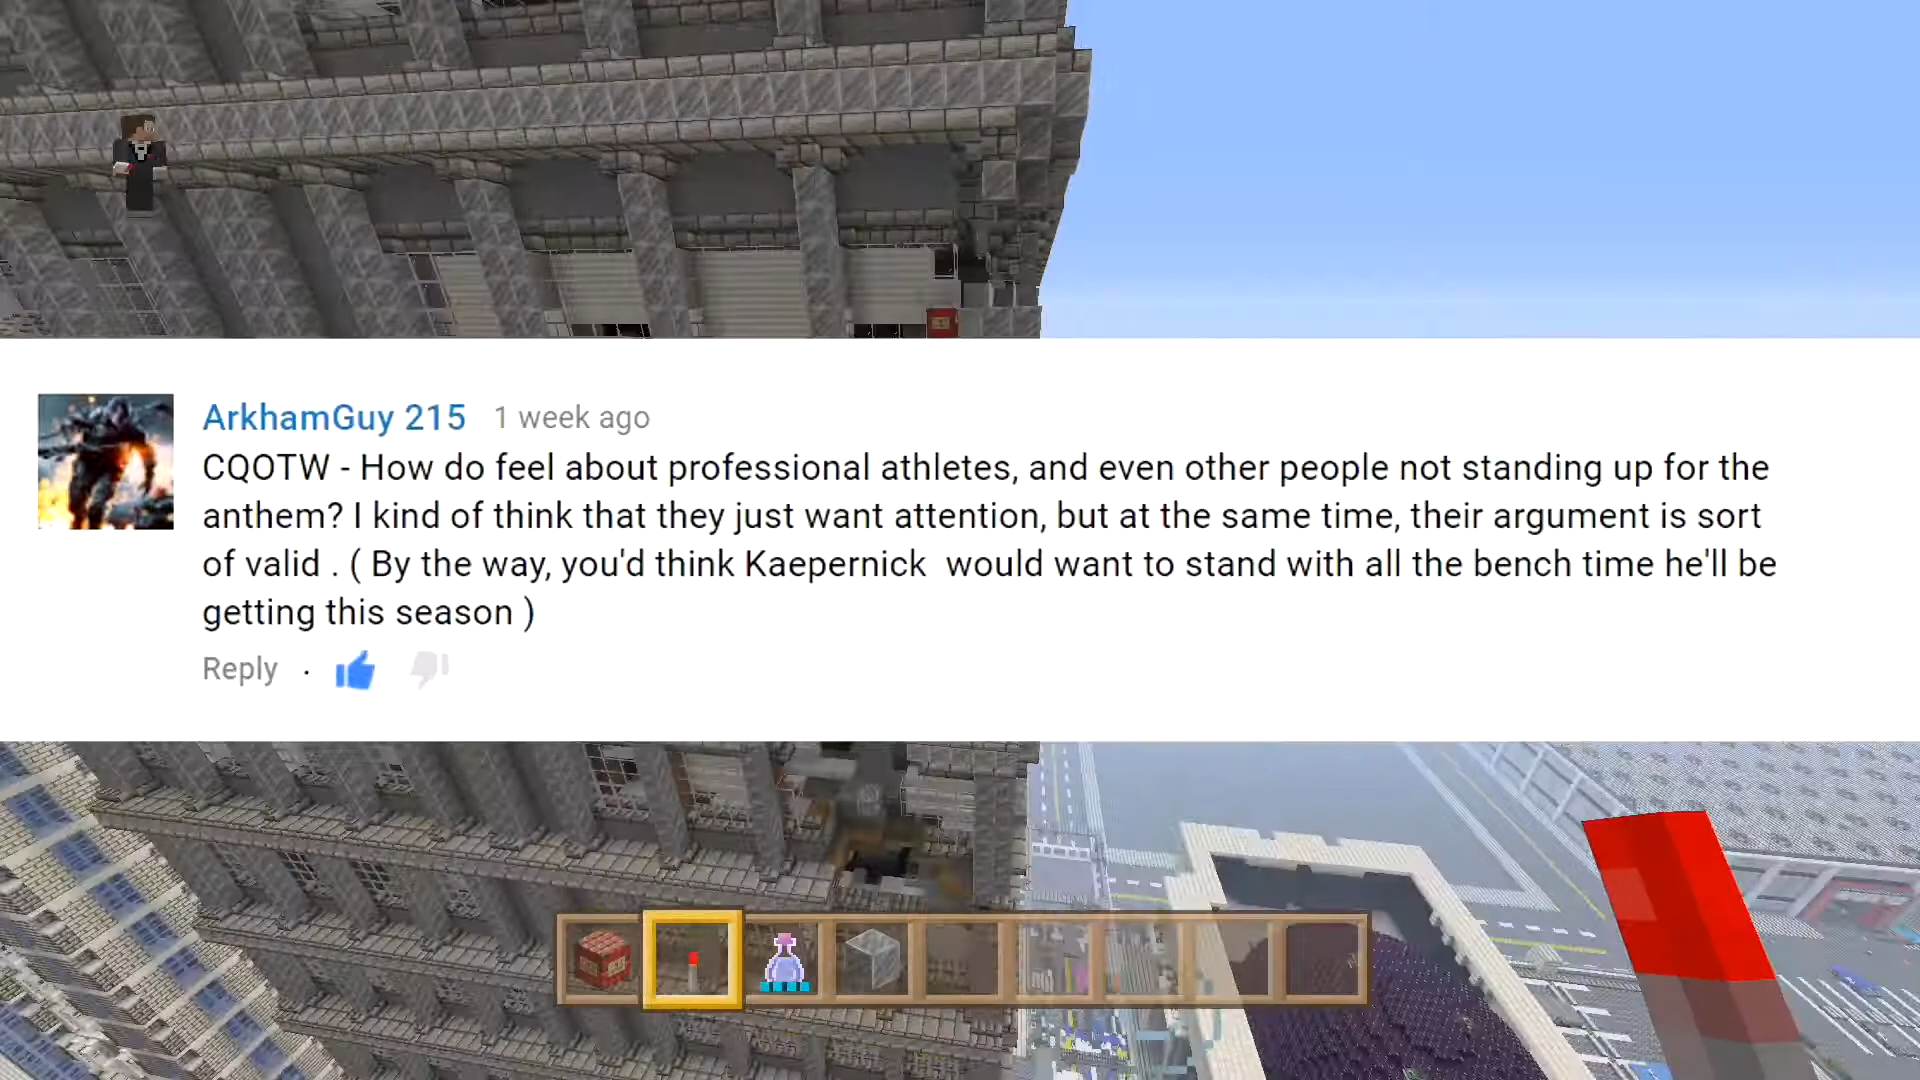 ArkhamGuy 215 1 week ago
CQOTW - How do feel about professional athletes, and even other people not standing up for the
anthem? I kind of think that they just want attention, but at the same time, their argument is sort
of valid . ( By the way, you'd think Kaepernick  would want to stand with all the bench time he'll be
getting this season )
Reply ·